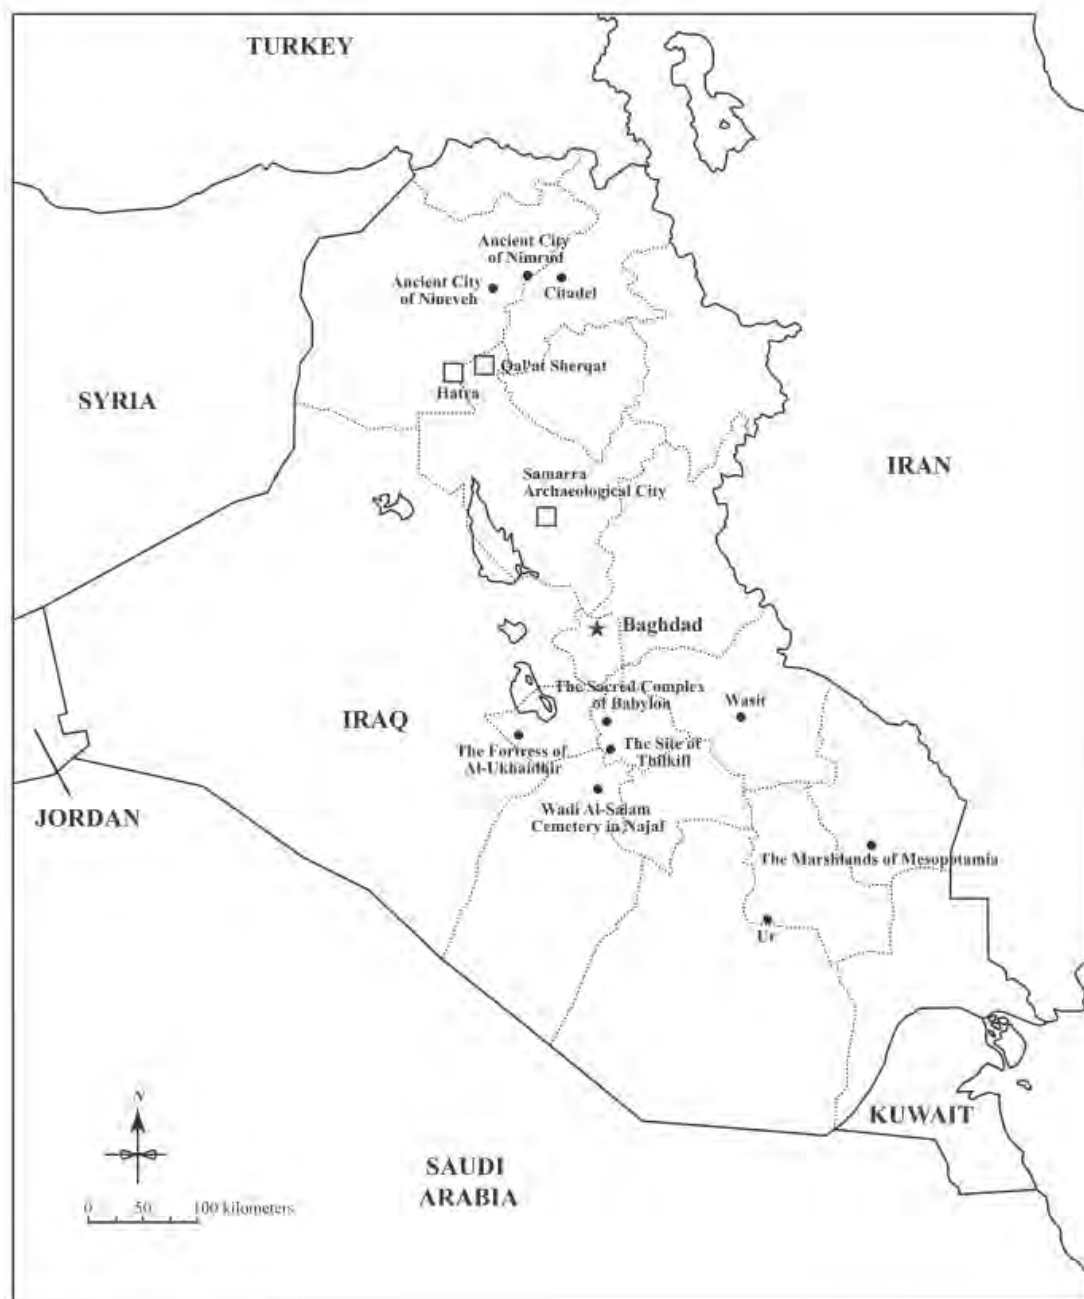 TURKEY
Ancient City
of Nimrud
Ancient City
of Nineveh
Citadel
Qal'at Sherqat
Hatra
SYRIA
IRAN
Samarra
Archaeological City
Baghdad
The Sacred Complex
of Babylon
Wasit
IRAQ
The Fortress of
Al-Ukhaidhir
The Site of
Thilkifl
Wadi Al-Salam
Cemetery in Najaf
JORDAN
The Marshlands of Mesopotamia
Ur
N
KUWAIT
SAUDI
ARABIA
0 50 100 kilometers